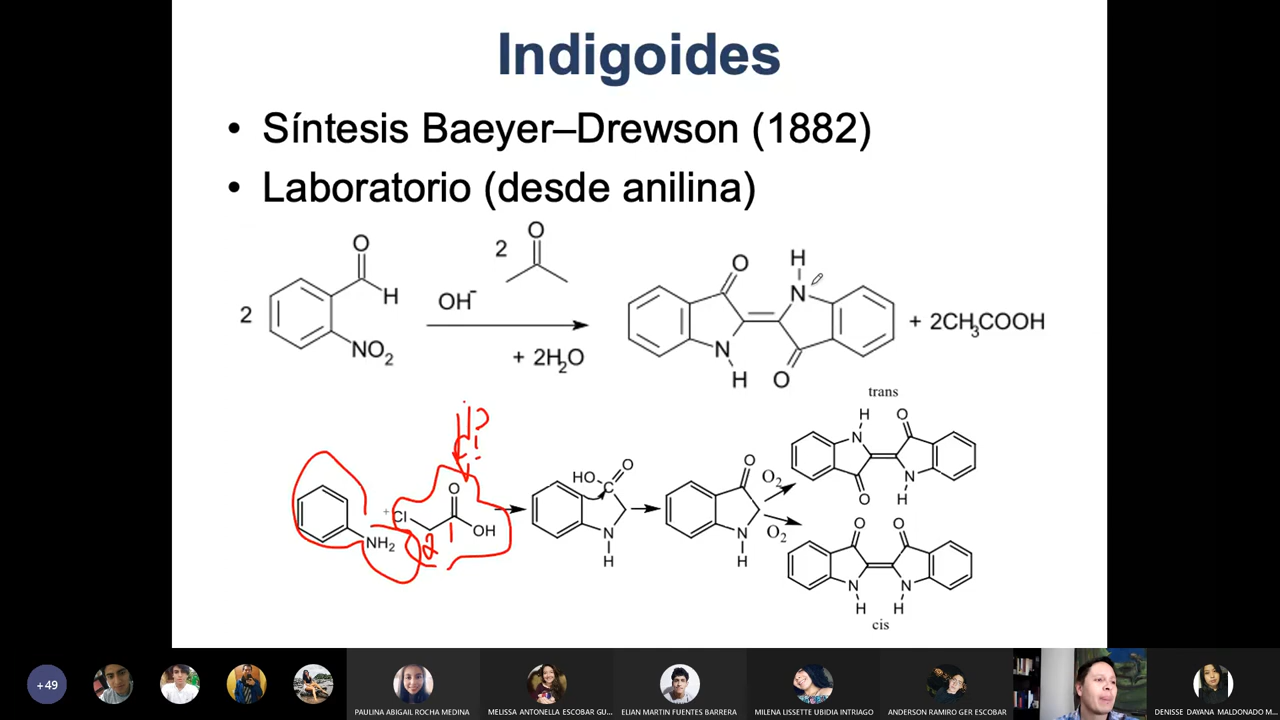 Indigoides
• Síntesis Baeyer–Drewson (1882)
• Laboratorio (desde anilina)
2
O
H
NO2
OH-
2
O
+ 2H2O
O
N
H
H
N
O
+ 2CH3COOH
NH2
+
Cl
O
OH
2
1
HO
C
O
N
H
O
N
H
O2
O2
trans
H
N
O
O
N
H
O
O
N
H
N
H
cis
+49
PAULINA ABIGAIL ROCHA MEDINA
MELISSA ANTONELLA ESCOBAR GU...
ELIAN MARTIN FUENTES BARRERA
MILENA LISSETTE UBIDIA INTRIAGO
ANDERSON RAMIRO GER ESCOBAR
DENISSE DAYANA MALDONADO M...